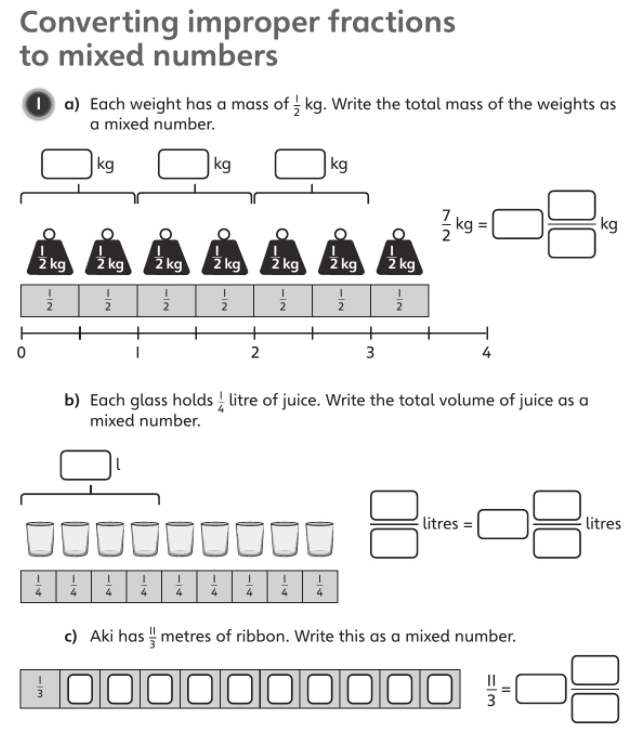 Converting improper fractions
to mixed numbers
1 a) Each weight has a mass of 1/2 kg. Write the total mass of the weights as
a mixed number.
kg kg kg
7/2 kg = kg
1/2 kg 1/2 kg 1/2 kg 1/2 kg 1/2 kg 1/2 kg 1/2 kg
1/2 1/2 1/2 1/2 1/2 1/2 1/2
0 1 2 3 4
b) Each glass holds 1/4 litre of juice. Write the total volume of juice as a
mixed number.
l
litres = litres
1/4 1/4 1/4 1/4 1/4 1/4 1/4 1/4 1/4
c) Aki has 11/3 metres of ribbon. Write this as a mixed number.
1/3 11/3 =